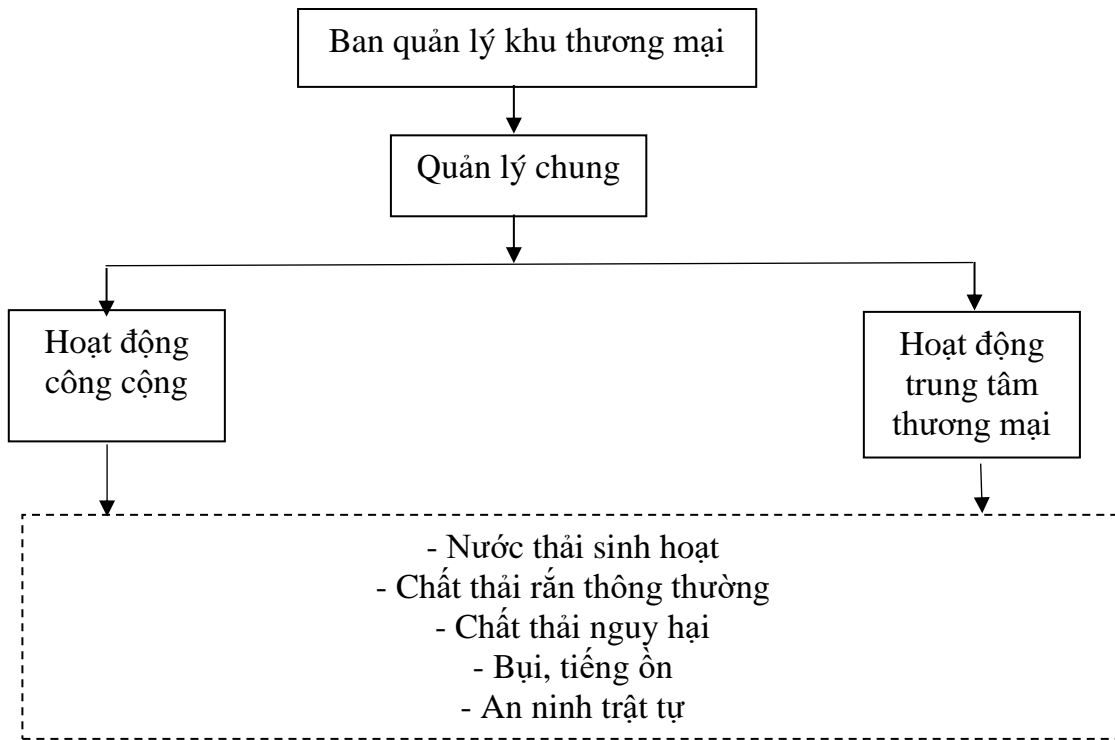 Ban quản lý khu thương mại
Quản lý chung
Hoạt động
công cộng
Hoạt động
trung tâm
thương mại
- Nước thải sinh hoạt
- Chất thải rắn thông thường
- Chất thải nguy hại
- Bụi, tiếng ồn
- An ninh trật tự